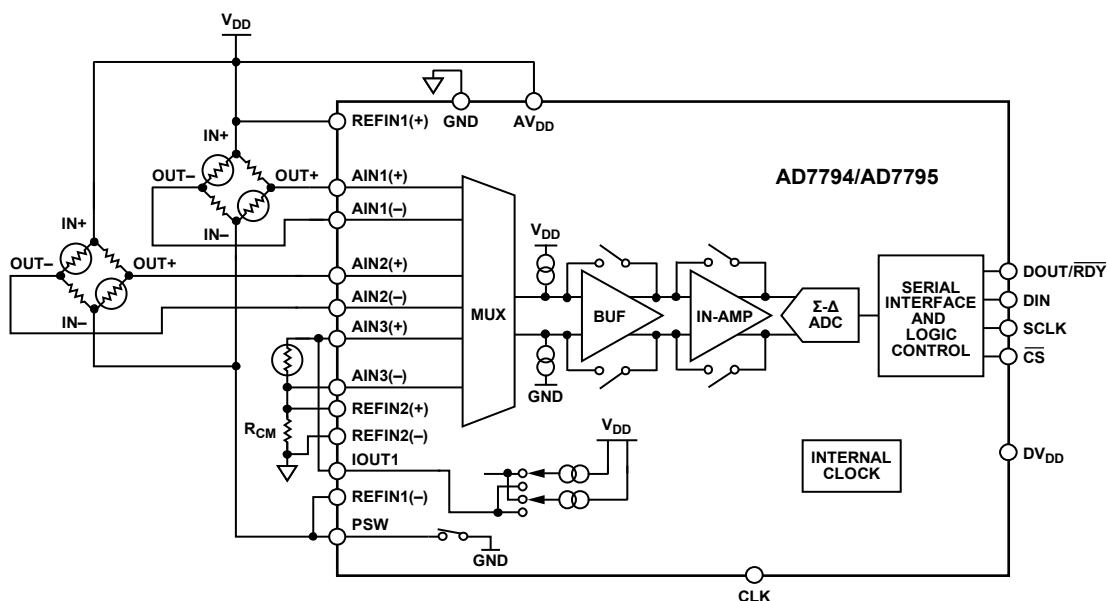 VDD
GND
AVDD
REFIN1(+)
IN+
OUT–
OUT+
IN–
AIN1(+)
AIN1(–)
AD7794/AD7795
IN+
OUT–
OUT+
IN–
AIN2(+)
AIN2(–)
AIN3(+)
AIN3(–)
REFIN2(+)
REFIN2(–)
RCM
IOUT1
REFIN1(–)
PSW
MUX
VDD
GND
BUF
IN-AMP
Σ-Δ
ADC
SERIAL
INTERFACE
AND
LOGIC
CONTROL
DOUT/RDY
DIN
SCLK
CS
VDD
GND
INTERNAL
CLOCK
DVDD
CLK